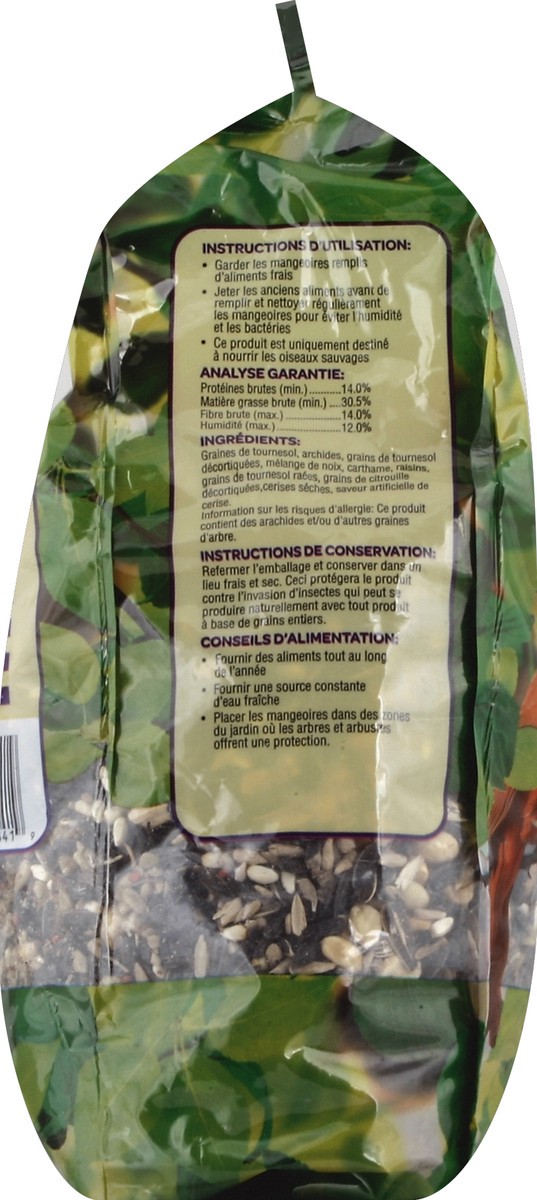 INSTRUCTIONS D'UTILISATION:
• Garder les mangeoires remplis
d'aliments frais
• Jeter les anciens aliments avant de
remplir et nettoyer régulièrement
les mangeoires pour éviter l'humidité
et les bactéries
• Ce produit est uniquement destiné
à nourrir les oiseaux sauvages
ANALYSE GARANTIE:
Protéines brutes (min.)..........14.0%
Matière grasse brute (min.)....30.5%
Fibre brute (max.)..................14.0%
Humidité (max.).....................12.0%
INGRÉDIENTS:
Graines de tournesol, archides, grains de tournesol
décortiquées, mélange de noix, carthame, raisins,
grains de tournesol raées, grains de citrouille
décortiquées,cerises séches, saveur artificielle de
cerise.
Information sur les risques d'allergie: Ce produit
contient des arachides et/ou d'autres graines
d'arbre.
INSTRUCTIONS DE CONSERVATION:
Refermer l'emballage et conserver dans un
lieu frais et sec. Ceci protégera le produit
contre l'invasion d'insectes qui peut se
produire naturellement avec tout produit
à base de grains entiers.
CONSEILS D'ALIMENTATION:
• Fournir des aliments tout au long
de l'année
• Fournir une source constante
d'eau fraîche
• Placer les mangeoires dans des zones
du jardin où les arbres et arbustes
offrent une protection.
41 9